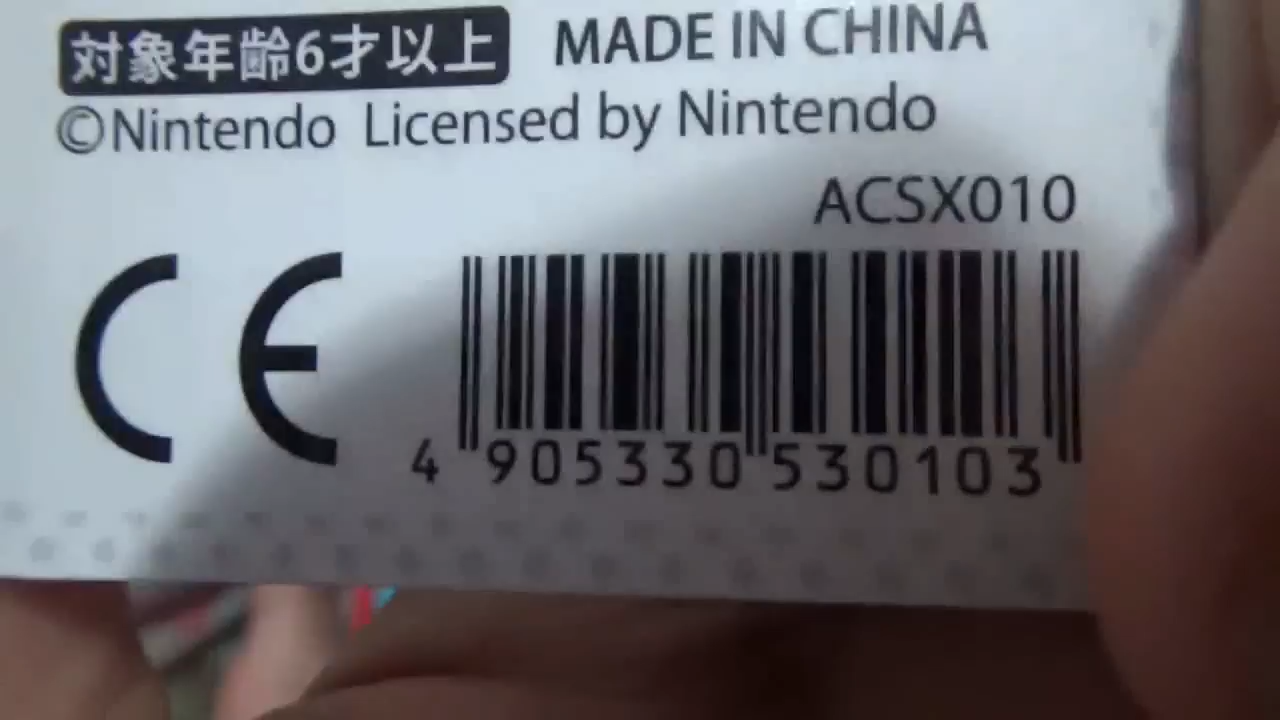 対象年齢6才以上 MADE IN CHINA
©Nintendo Licensed by Nintendo
ACSX010
CE
4 905330 530103